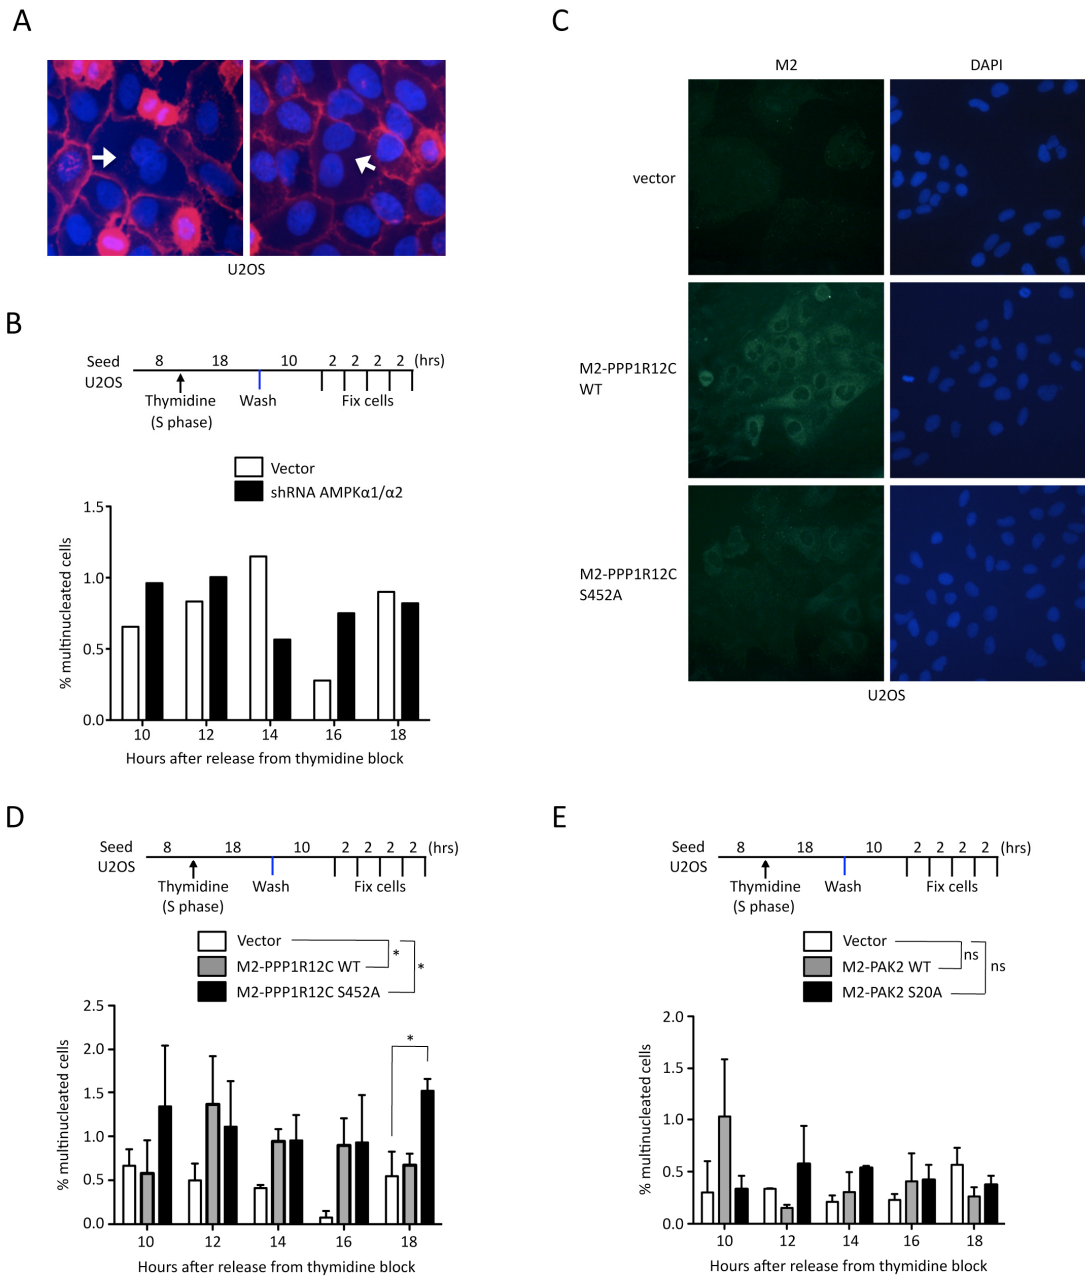 A
U2OS
B
Seed
U2OS
8 18 10 2 2 2 2 (hrs)
Thymidine
(S phase)
Wash
Fix cells
Vector
shRNA AMPKα1/α2
% multinucleated cells
1.5
1.0
0.5
0.0
10 12 14 16 18
Hours after release from thymidine block
C
M2 DAPI
vector
M2-PPP1R12C
WT
M2-PPP1R12C
S452A
U2OS
D
Seed
U2OS
8 18 10 2 2 2 2 (hrs)
Thymidine
(S phase)
Wash
Fix cells
Vector
M2-PPP1R12C WT
M2-PPP1R12C S452A
*
*
*
% multinucleated cells
2.5
2.0
1.5
1.0
0.5
0.0
10 12 14 16 18
Hours after release from thymidine block
E
Seed
U2OS
8 18 10 2 2 2 2 (hrs)
Thymidine
(S phase)
Wash
Fix cells
Vector
M2-PAK2 WT
M2-PAK2 S20A
ns
ns
% multinucleated cells
2.0
1.5
1.0
0.5
0.0
10 12 14 16 18
Hours after release from thymidine block